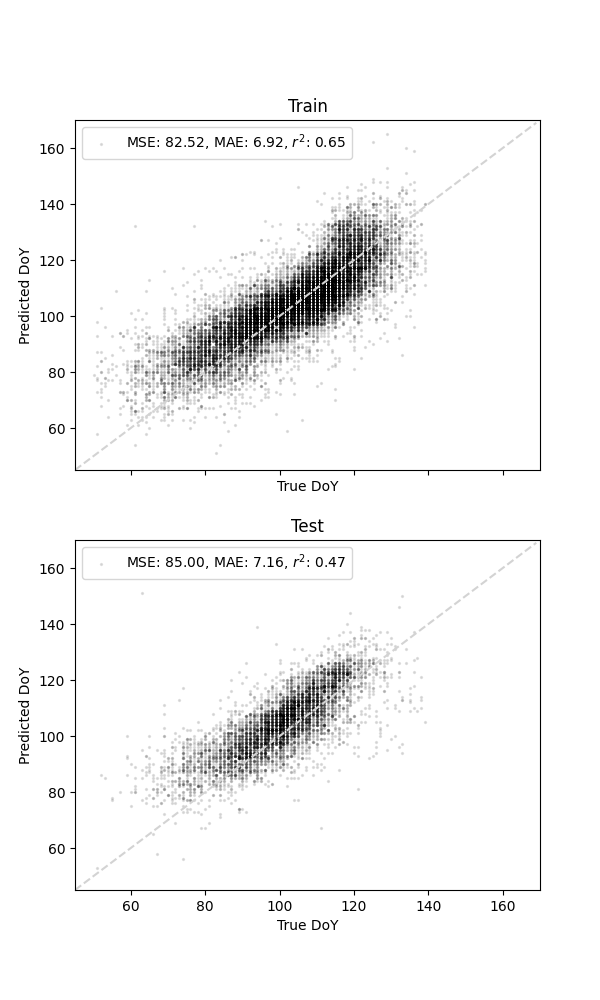 Train
MSE: 82.52, MAE: 6.92, r²: 0.65
160
140
120
100
80
60
Predicted DoY
True DoY
Test
MSE: 85.00, MAE: 7.16, r²: 0.47
160
140
120
100
80
60
Predicted DoY
60 80 100 120 140 160
True DoY